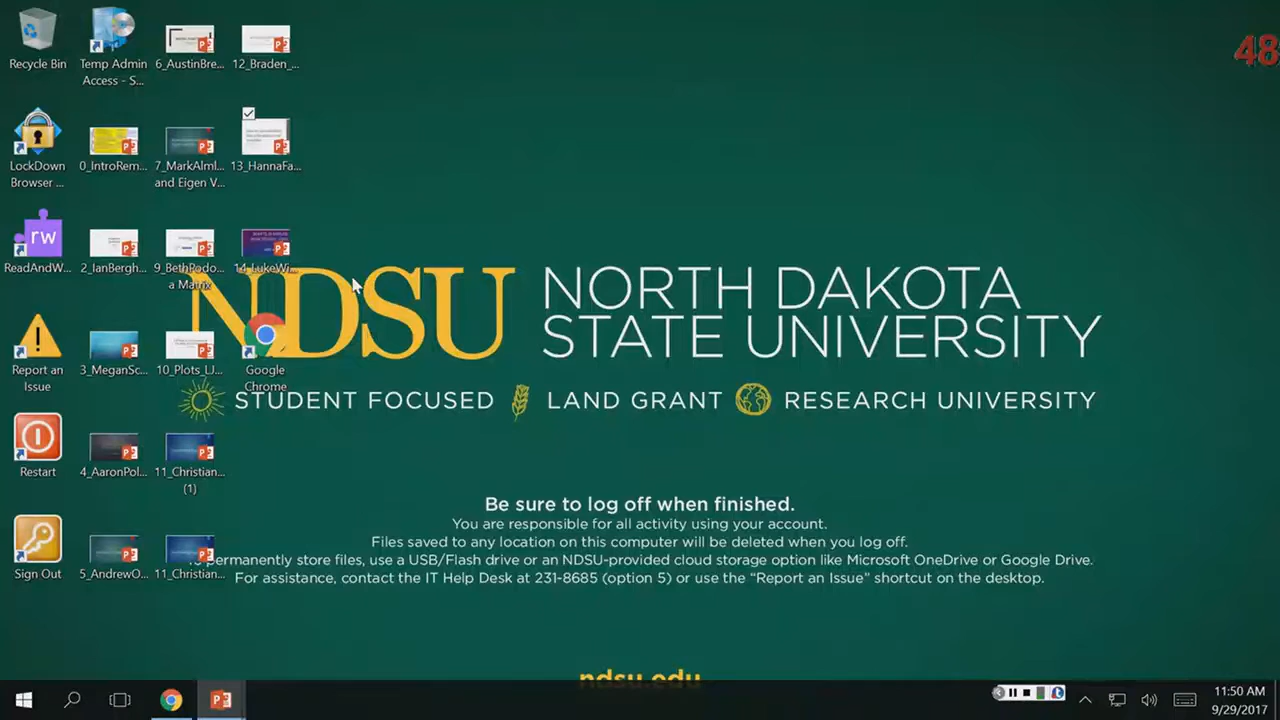 Recycle Bin
Temp Admin
Access - S...
6_AustinBre...
12_Braden_...
48
LockDown
Browser ...
0_IntroRem...
7_MarkAlml...
and Eigen V...
13_HannaFa...
rw
ReadAndW...
2_IanBergh...
9_BethPodo...
a Matrix
14_LukeWi...
NDSU
NORTH DAKOTA
STATE UNIVERSITY
Report an
Issue
3_MeganSc...
10_Plots_LJ...
Google
Chrome
STUDENT FOCUSED
LAND GRANT
RESEARCH UNIVERSITY
Restart
4_AaronPol...
11_Christian...
(1)
Be sure to log off when finished.
You are responsible for all activity using your account.
Files saved to any location on this computer will be deleted when you log off.
permanently store files, use a USB/Flash drive or an NDSU-provided cloud storage option like Microsoft OneDrive or Google Drive.
For assistance, contact the IT Help Desk at 231-8685 (option 5) or use the “Report an Issue” shortcut on the desktop.
Sign Out
5_AndrewO...
11_Christian...
ndsu.edu
11:50 AM
9/29/2017